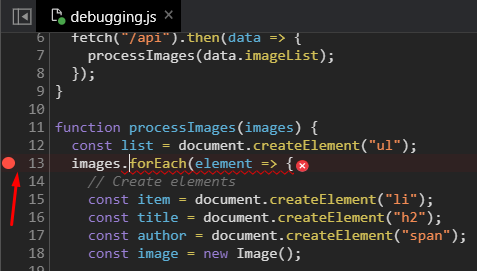 debugging.js
6 fetch("/api").then(data => {
7 processImages(data.imageList);
8 });
9 }
10
11 function processImages(images) {
12 const list = document.createElement("ul");
13 images.forEach(element => {
14 // Create elements
15 const item = document.createElement("li");
16 const title = document.createElement("h2");
17 const author = document.createElement("span");
18 const image = new Image();